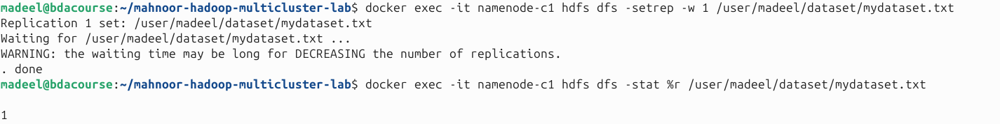 madeel@bdacourse:~/mahnoor-hadoop-multicluster-lab$ docker exec -it namenode-c1 hdfs dfs -setrep -w 1 /user/madeel/dataset/mydataset.txt
Replication 1 set: /user/madeel/dataset/mydataset.txt
Waiting for /user/madeel/dataset/mydataset.txt ...
WARNING: the waiting time may be long for DECREASING the number of replications.
. done
madeel@bdacourse:~/mahnoor-hadoop-multicluster-lab$ docker exec -it namenode-c1 hdfs dfs -stat %r /user/madeel/dataset/mydataset.txt
1